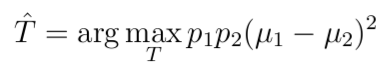 T̂ = arg max_T p₁p₂(μ₁ − μ₂)²